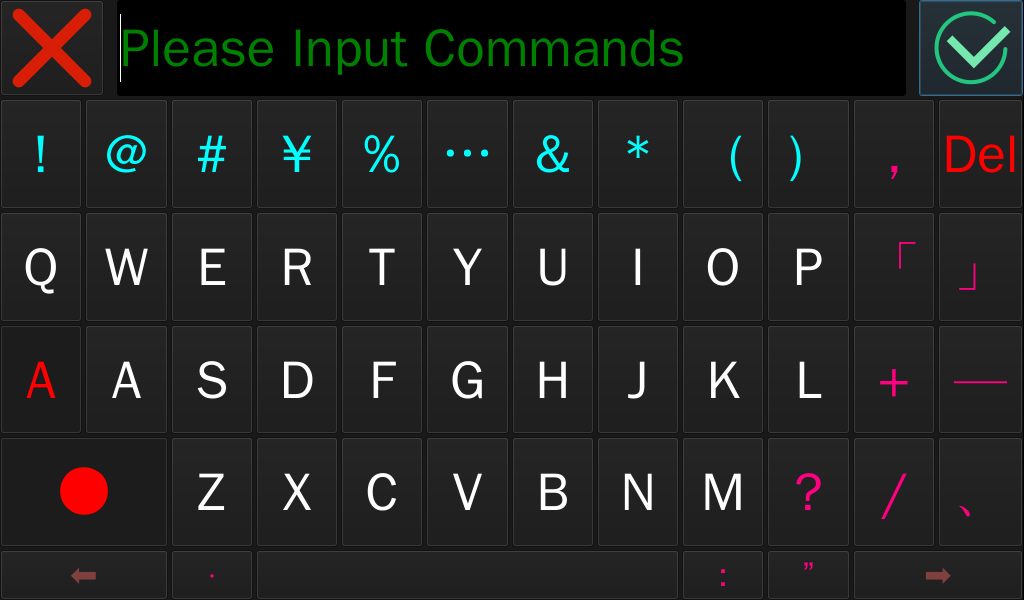 Please Input Commands
! @ # ¥ % … & * ( ) , Del
Q W E R T Y U I O P 「 」
A A S D F G H J K L + —
Z X C V B N M ? / 、
· : ”